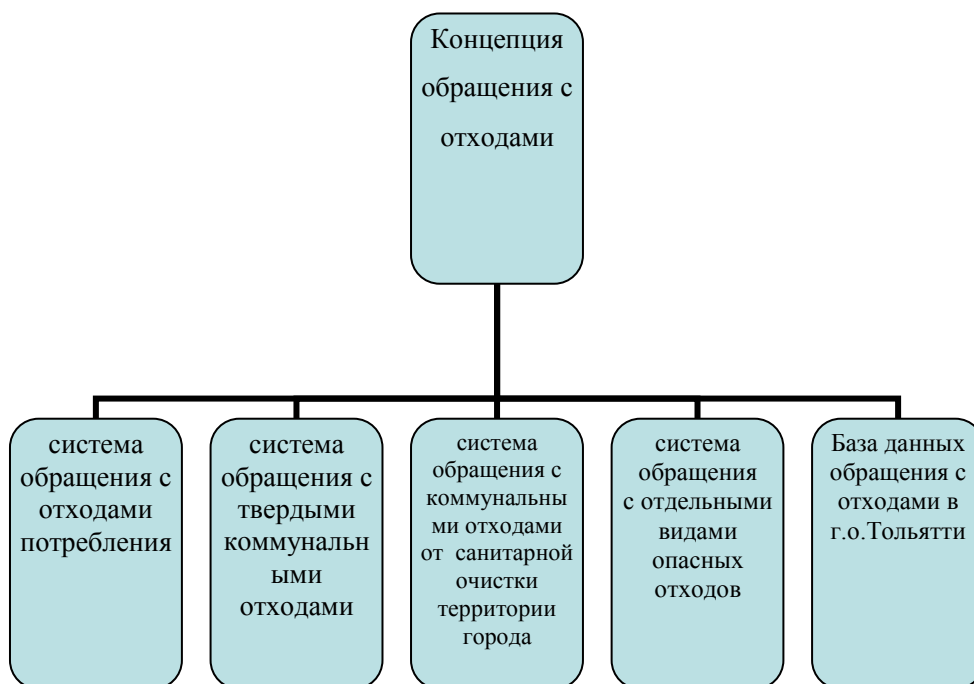 Концепция
обращения с
отходами
система
обращения с
отходами
потребления
система
обращения с
твердыми
коммунальн
ыми
отходами
система
обращения с
коммунальны
ми отходами
от санитарной
очистки
территории
города
система
обращения
с отдельными
видами
опасных
отходов
База данных
обращения с
отходами в
г.о.Тольятти